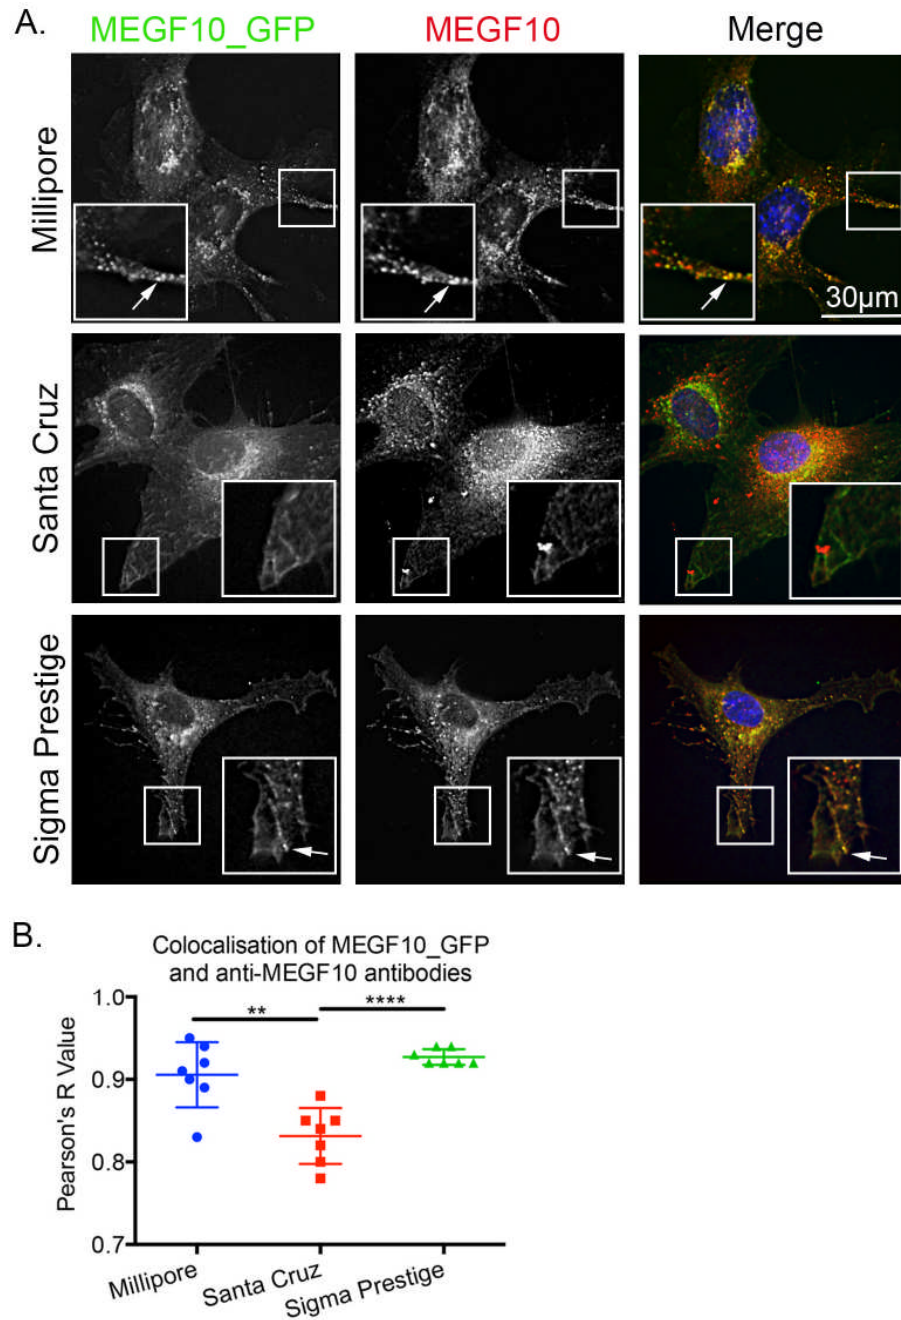 A.
MEGF10_GFP
MEGF10
Merge
Millipore
30µm
Santa Cruz
Sigma Prestige
B.
Colocalisation of MEGF10_GFP
and anti-MEGF10 antibodies
**
****
Pearson's R Value
1.0
0.9
0.8
0.7
Millipore
Santa Cruz
Sigma Prestige